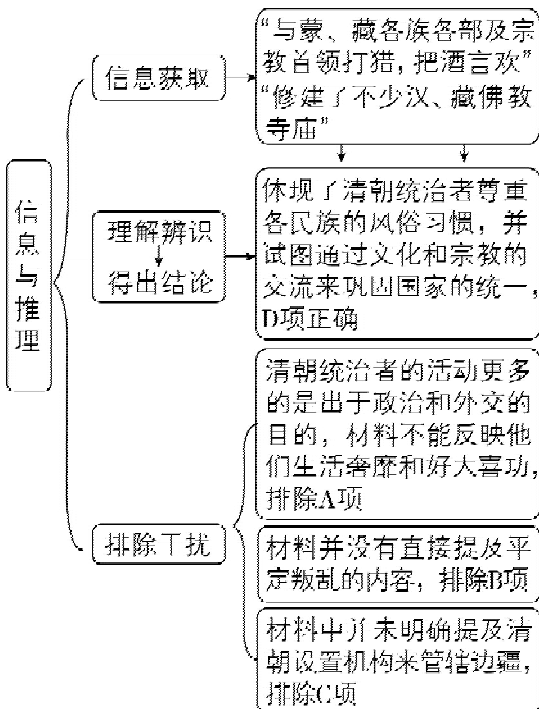 信息与推理
信息获取
“与蒙、藏各族各部及宗
教首领打猎，把酒言欢”
“修建了不少汉、藏佛教
寺庙”
理解辨识
得出结论
体现了清朝统治者尊重
各民族的风俗习惯，并
试图通过文化和宗教的
交流来巩固国家的统一，
D项正确
排除干扰
清朝统治者的活动更多
的是出于政治和外交的
目的，材料不能反映他
们生活奢靡和好大喜功，
排除A项
材料并没有直接提及平
定叛乱的内容，排除B项
材料中并未明确提及清
朝设置机构来管辖边疆，
排除C项